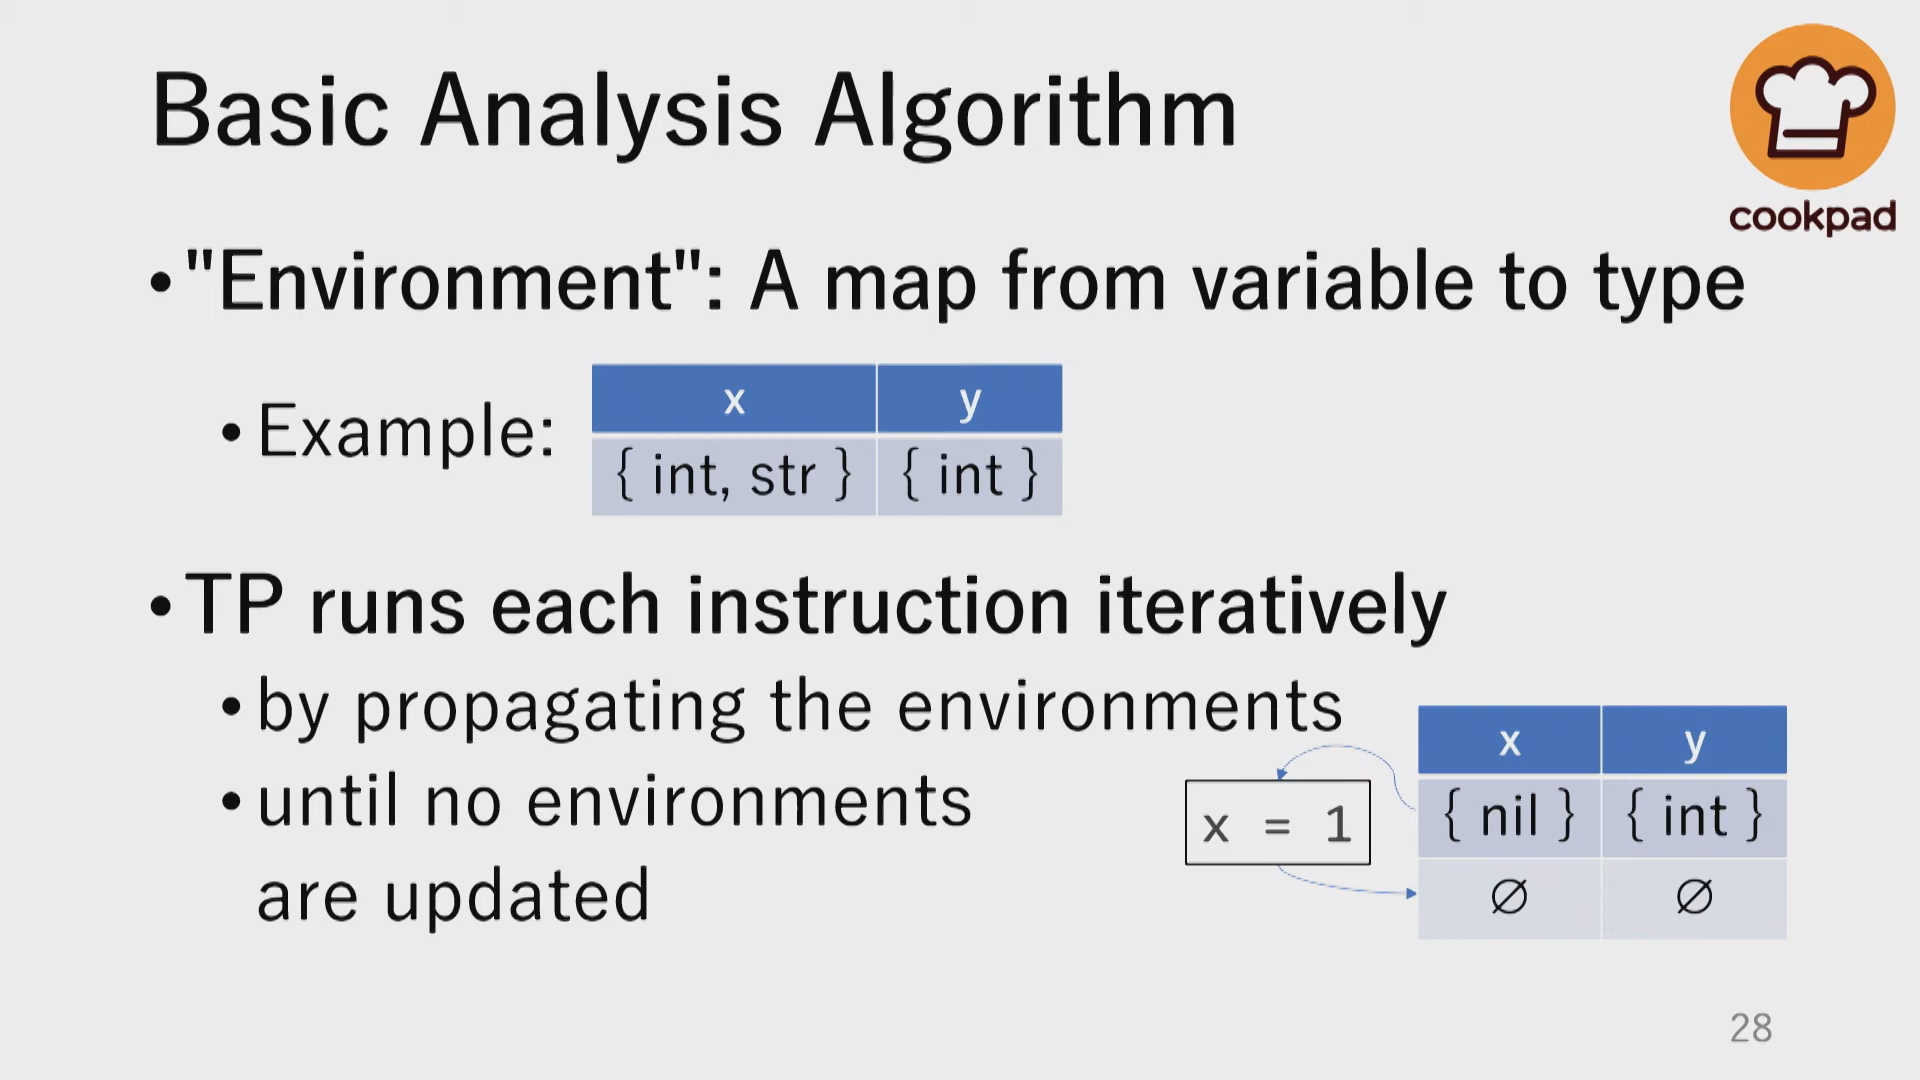 Basic Analysis Algorithm
cookpad
• "Environment": A map from variable to type
• Example:
x y
{ int, str } { int }
• TP runs each instruction iteratively
• by propagating the environments
• until no environments
are updated
x = 1
x y
{ nil } { int }
∅ ∅
28